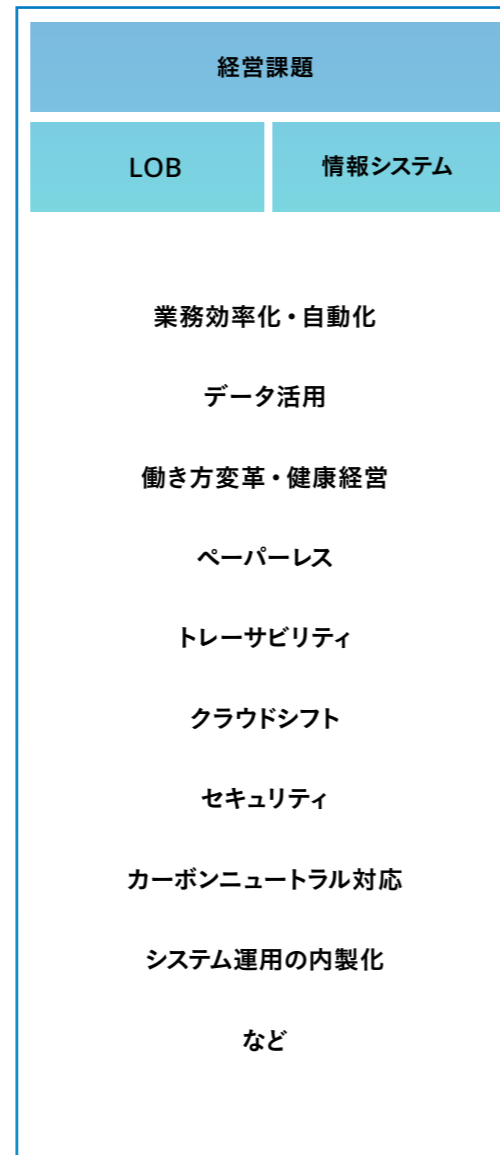 経営課題
LOB 情報システム
業務効率化・自動化
データ活用
働き方変革・健康経営
ペーパーレス
トレーサビリティ
クラウドシフト
セキュリティ
カーボンニュートラル対応
システム運用の内製化
など